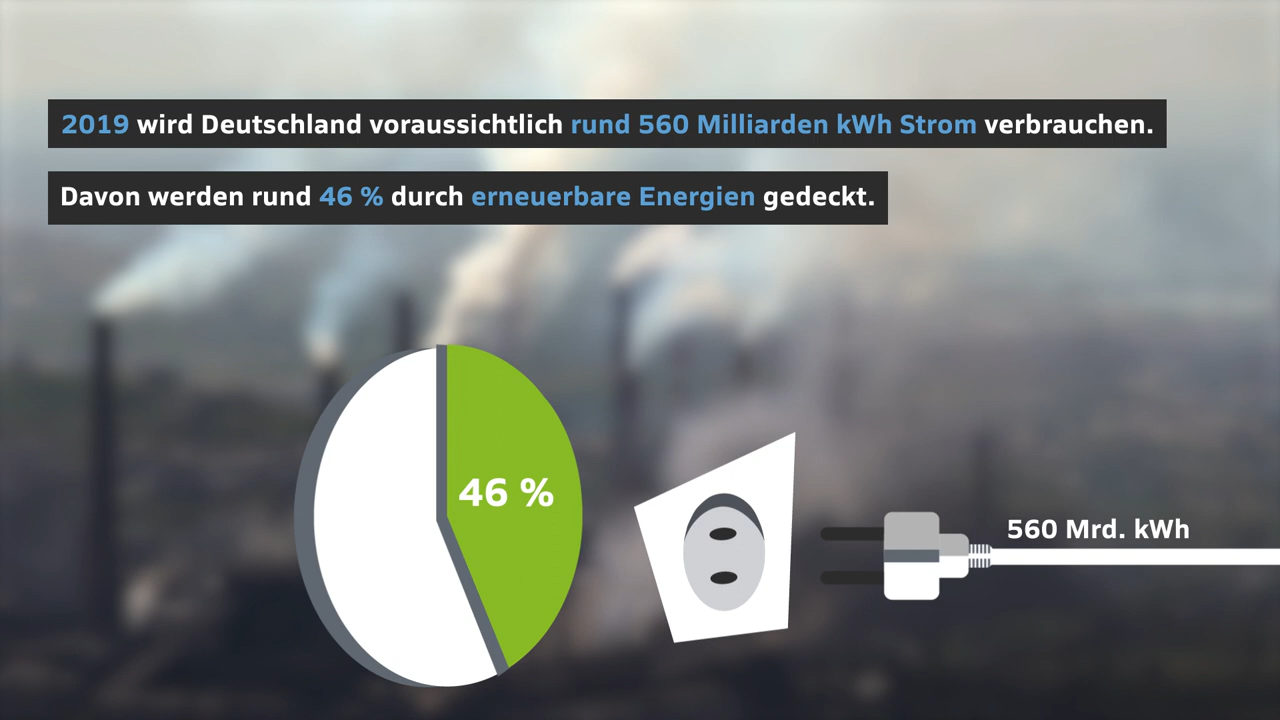 2019 wird Deutschland voraussichtlich rund 560 Milliarden kWh Strom verbrauchen.
Davon werden rund 46 % durch erneuerbare Energien gedeckt.
46 %
560 Mrd. kWh